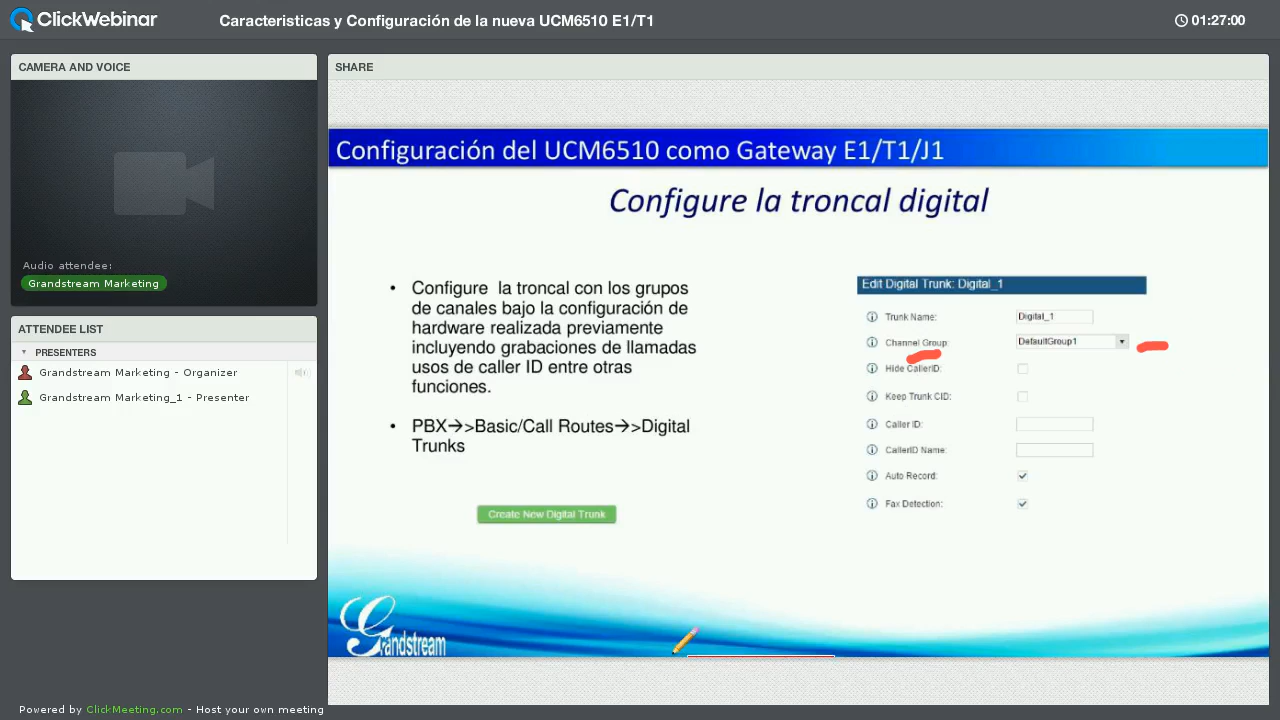 ClickWebinar
Caracteristicas y Configuración de la nueva UCM6510 E1/T1
01:27:00
CAMERA AND VOICE
Audio attendee:
Grandstream Marketing
ATTENDEE LIST
PRESENTERS
Grandstream Marketing - Organizer
Grandstream Marketing_1 - Presenter
SHARE
Configuración del UCM6510 como Gateway E1/T1/J1
Configure la troncal digital
• Configure la troncal con los grupos
de canales bajo la configuración de
hardware realizada previamente
incluyendo grabaciones de llamadas
usos de caller ID entre otras
funciones.
• PBX→>Basic/Call Routes→>Digital
Trunks
Create New Digital Trunk
Edit Digital Trunk: Digital_1
Trunk Name: Digital_1
Channel Group: DefaultGroup1
Hide CallerID:
Keep Trunk CID:
Caller ID:
CallerID Name:
Auto Record:
Fax Detection:
Grandstream
Powered by ClickMeeting.com - Host your own meeting